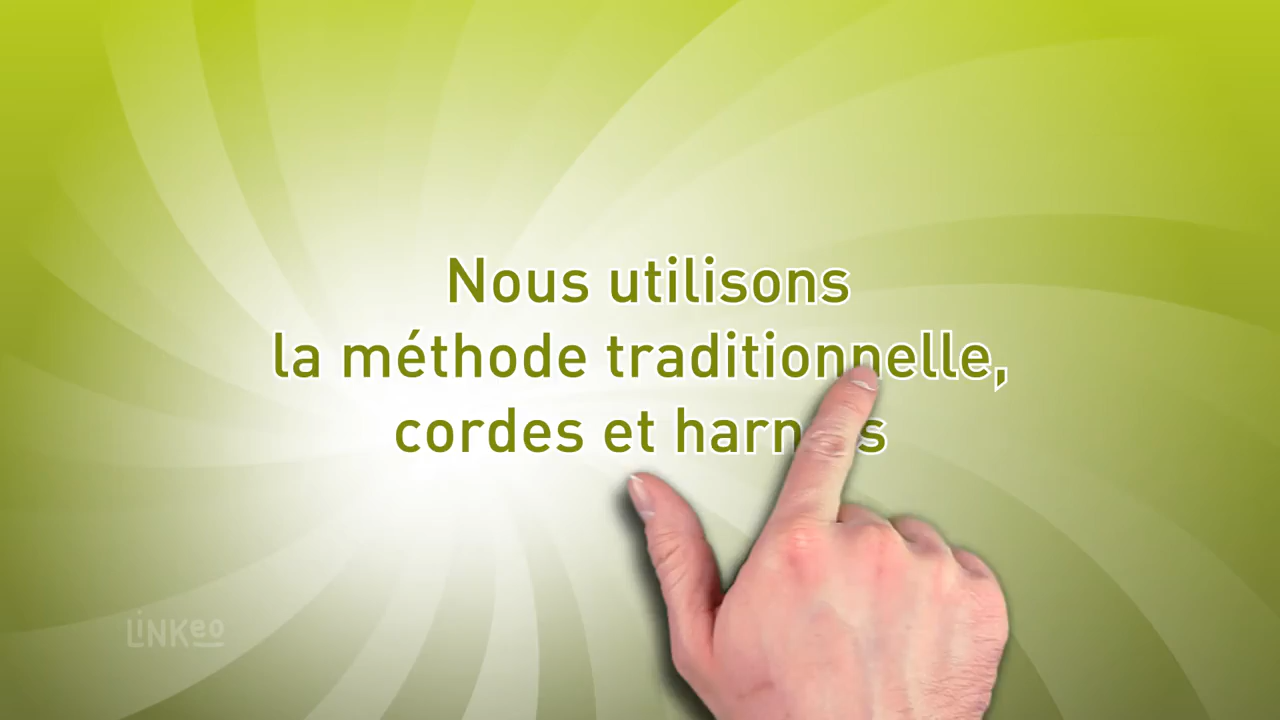 Nous utilisons
la méthode traditionnelle,
cordes et
LiNKeo